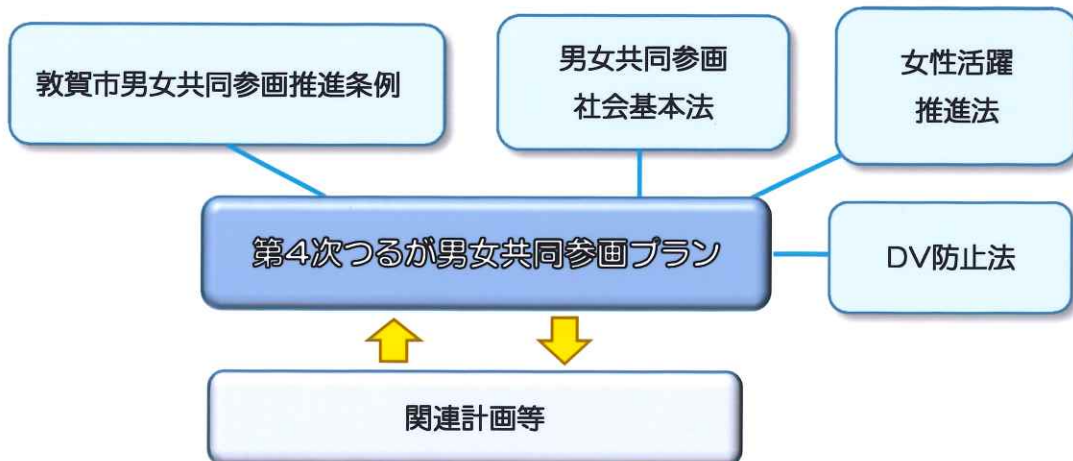 敦賀市男女共同参画推進条例
男女共同参画
社会基本法
女性活躍
推進法
第4次つるが男女共同参画プラン
DV防止法
関連計画等